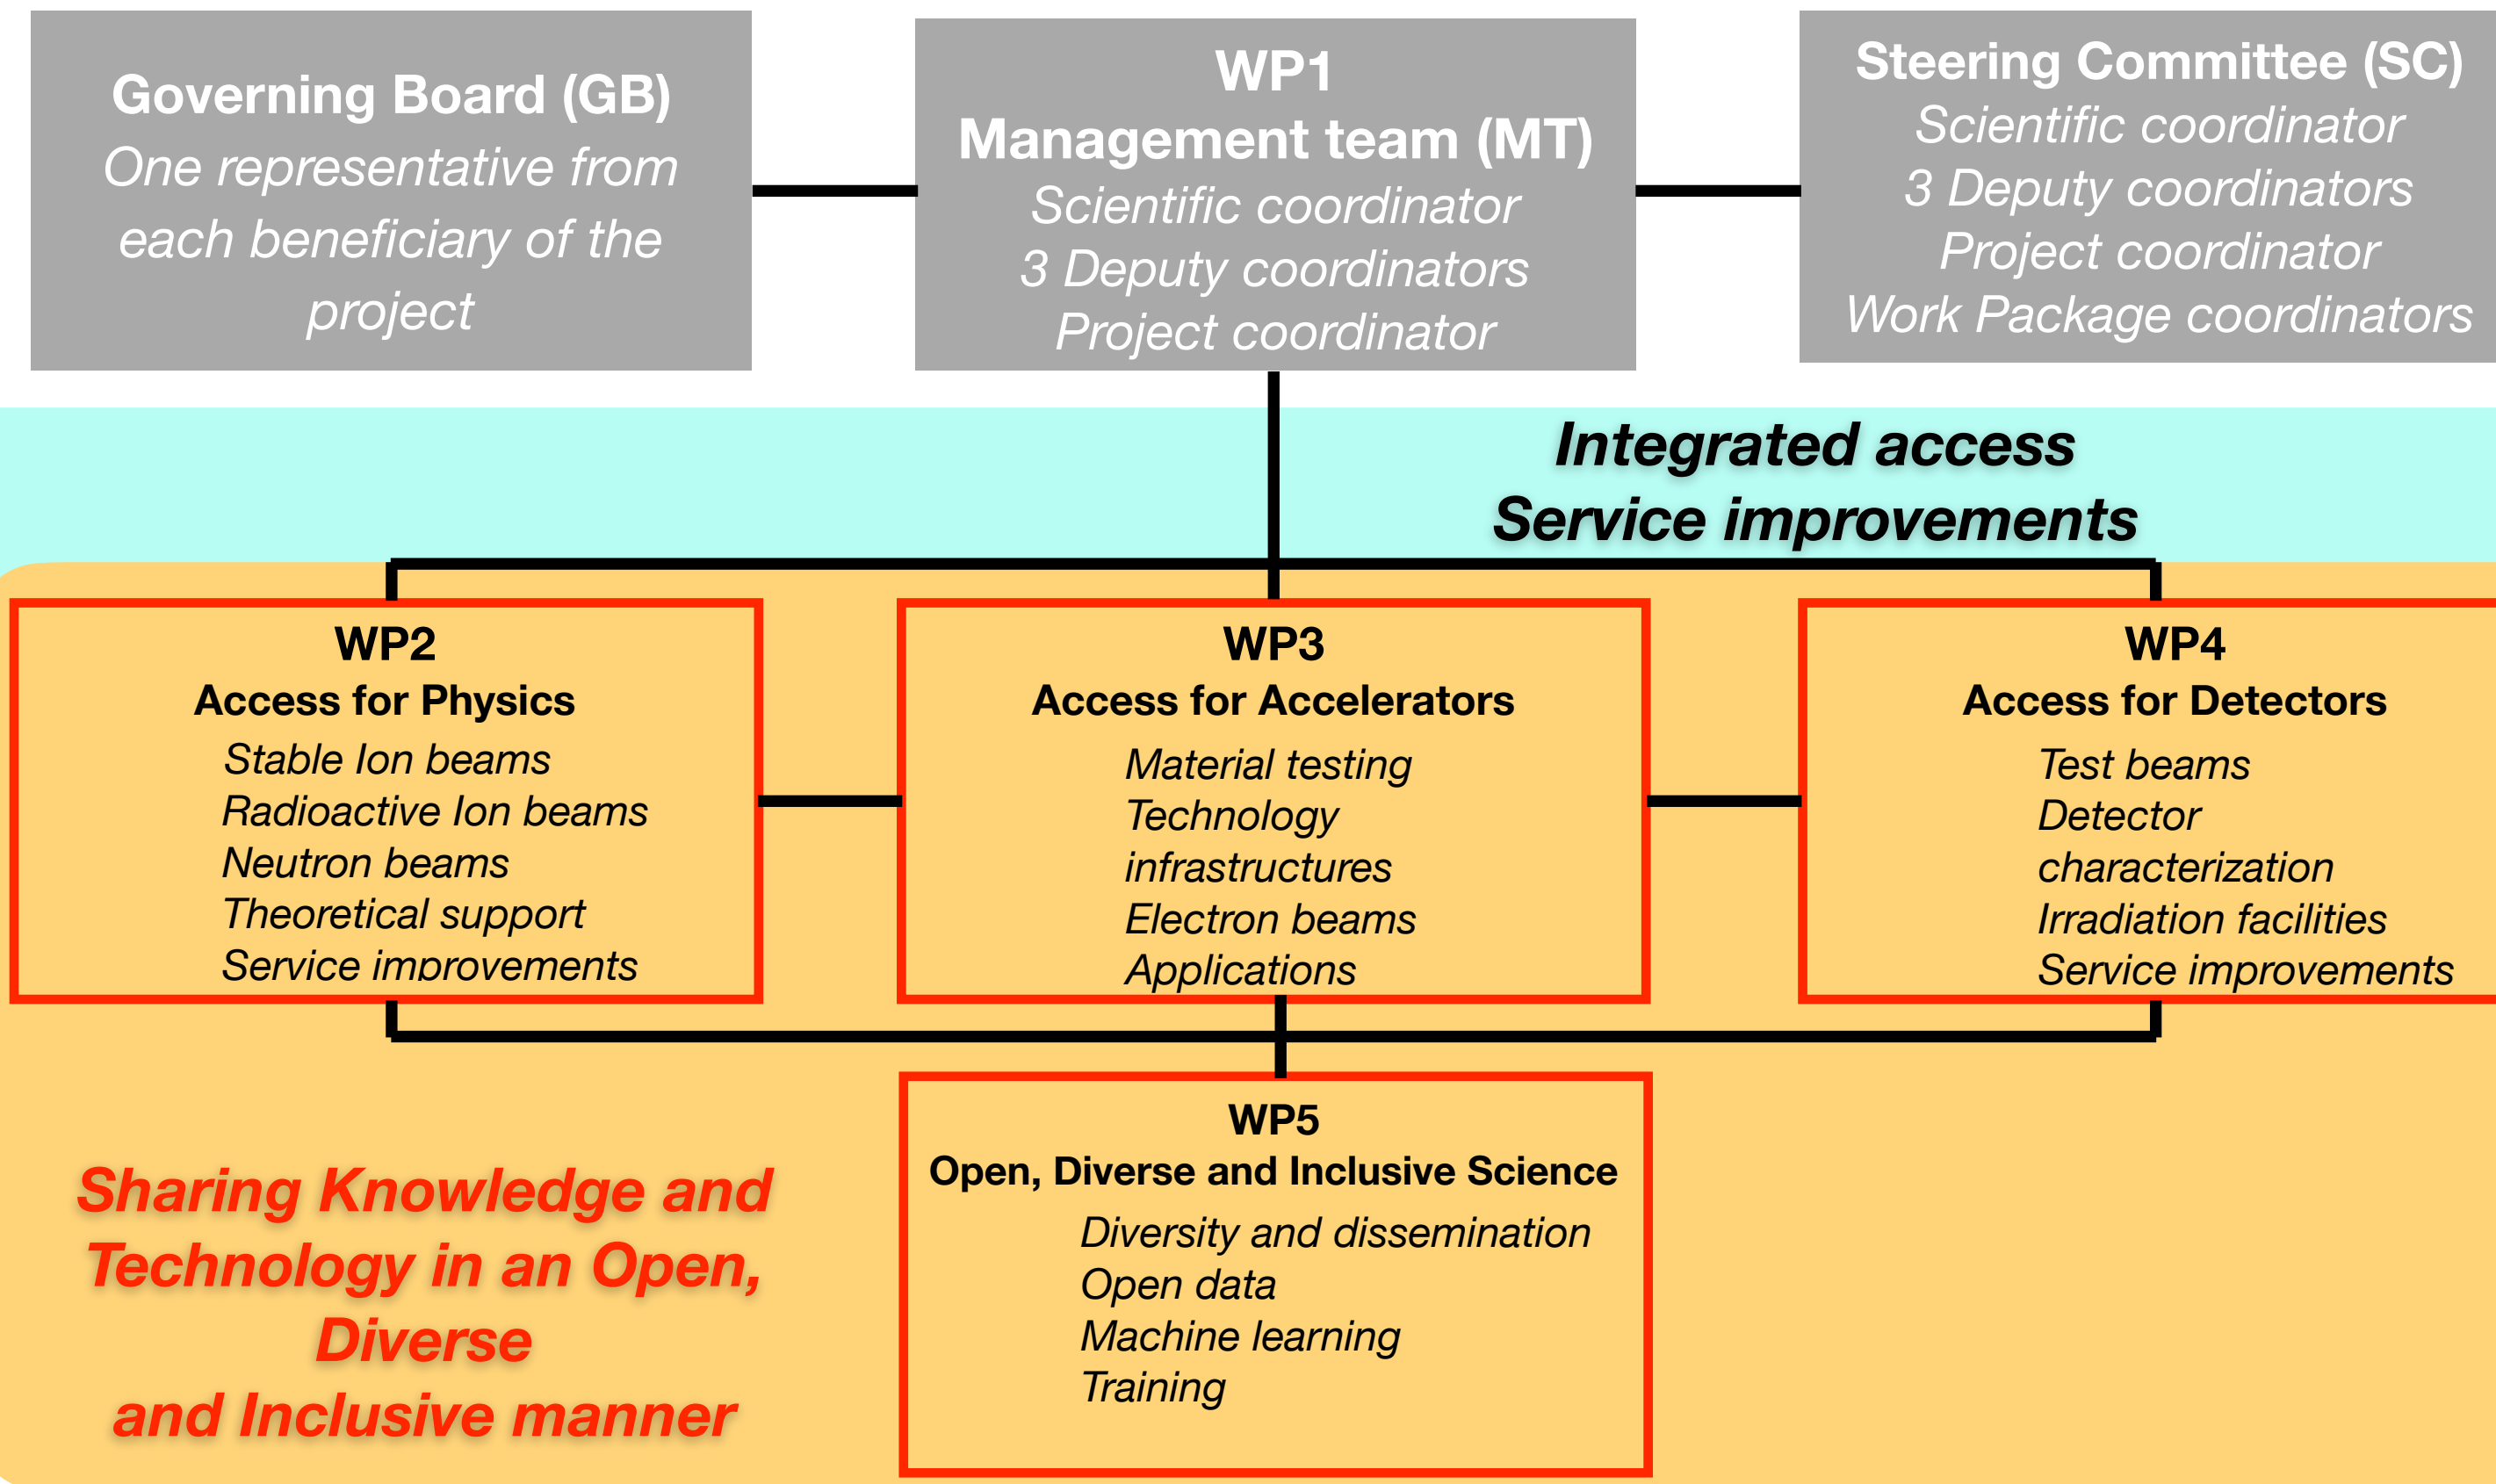 Governing Board (GB)
One representative from
each beneficiary of the
project
WP1
Management team (MT)
Scientific coordinator
3 Deputy coordinators
Project coordinator
Steering Committee (SC)
Scientific coordinator
3 Deputy coordinators
Project coordinator
Work Package coordinators
Integrated access
Service improvements
WP2
Access for Physics
Stable Ion beams
Radioactive Ion beams
Neutron beams
Theoretical support
Service improvements
WP3
Access for Accelerators
Material testing
Technology
infrastructures
Electron beams
Applications
WP4
Access for Detectors
Test beams
Detector
characterization
Irradiation facilities
Service improvements
WP5
Open, Diverse and Inclusive Science
Diversity and dissemination
Open data
Machine learning
Training
Sharing Knowledge and
Technology in an Open,
Diverse
and Inclusive manner